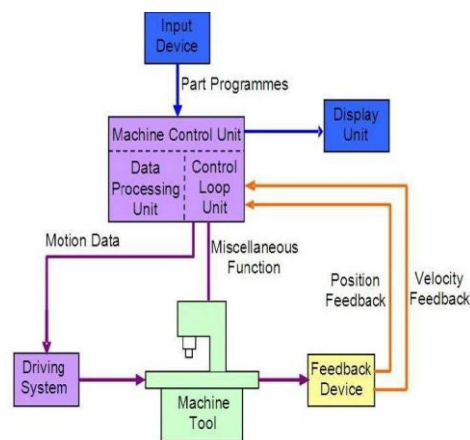 Input
Device
Part Programmes
Machine Control Unit
Display
Unit
Data
Processing
Unit
Control
Loop
Unit
Motion Data
Miscellaneous
Function
Position
Feedback
Velocity
Feedback
Driving
System
Feedback
Device
Machine
Tool